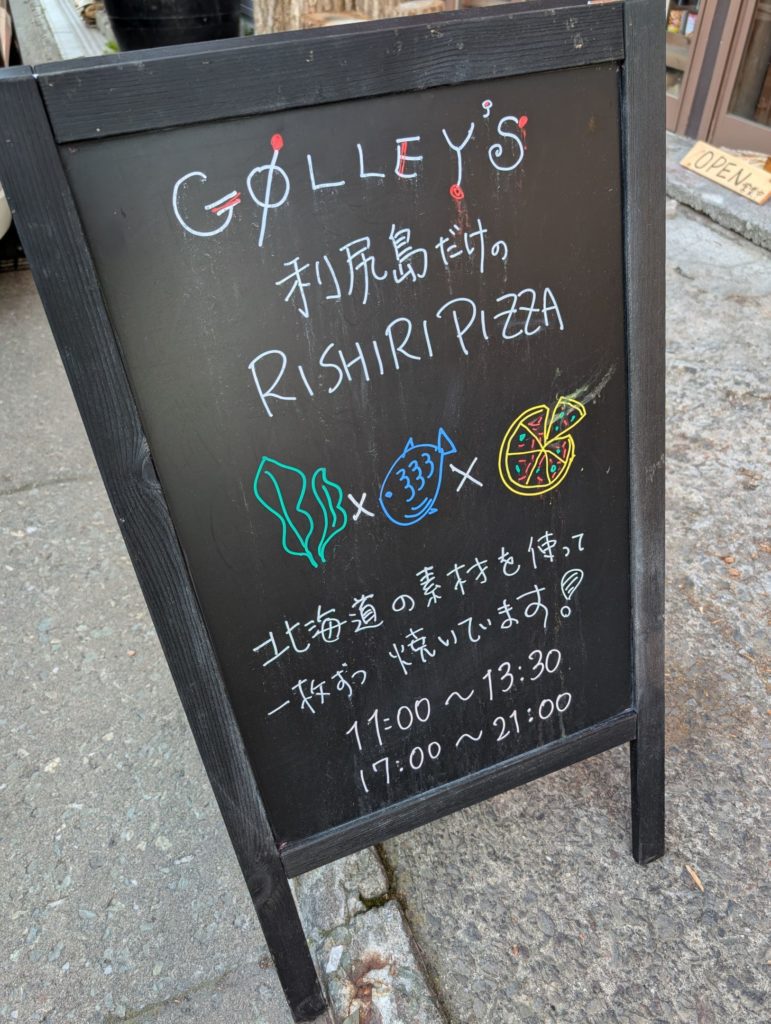 GØLLEY'S
利尻島だけの
RISHIRI PIZZA
× ×
北海道の素材を使って
一枚ずつ 焼いています!
11:00 ～ 13:30
17:00 ～ 21:00
OPEN